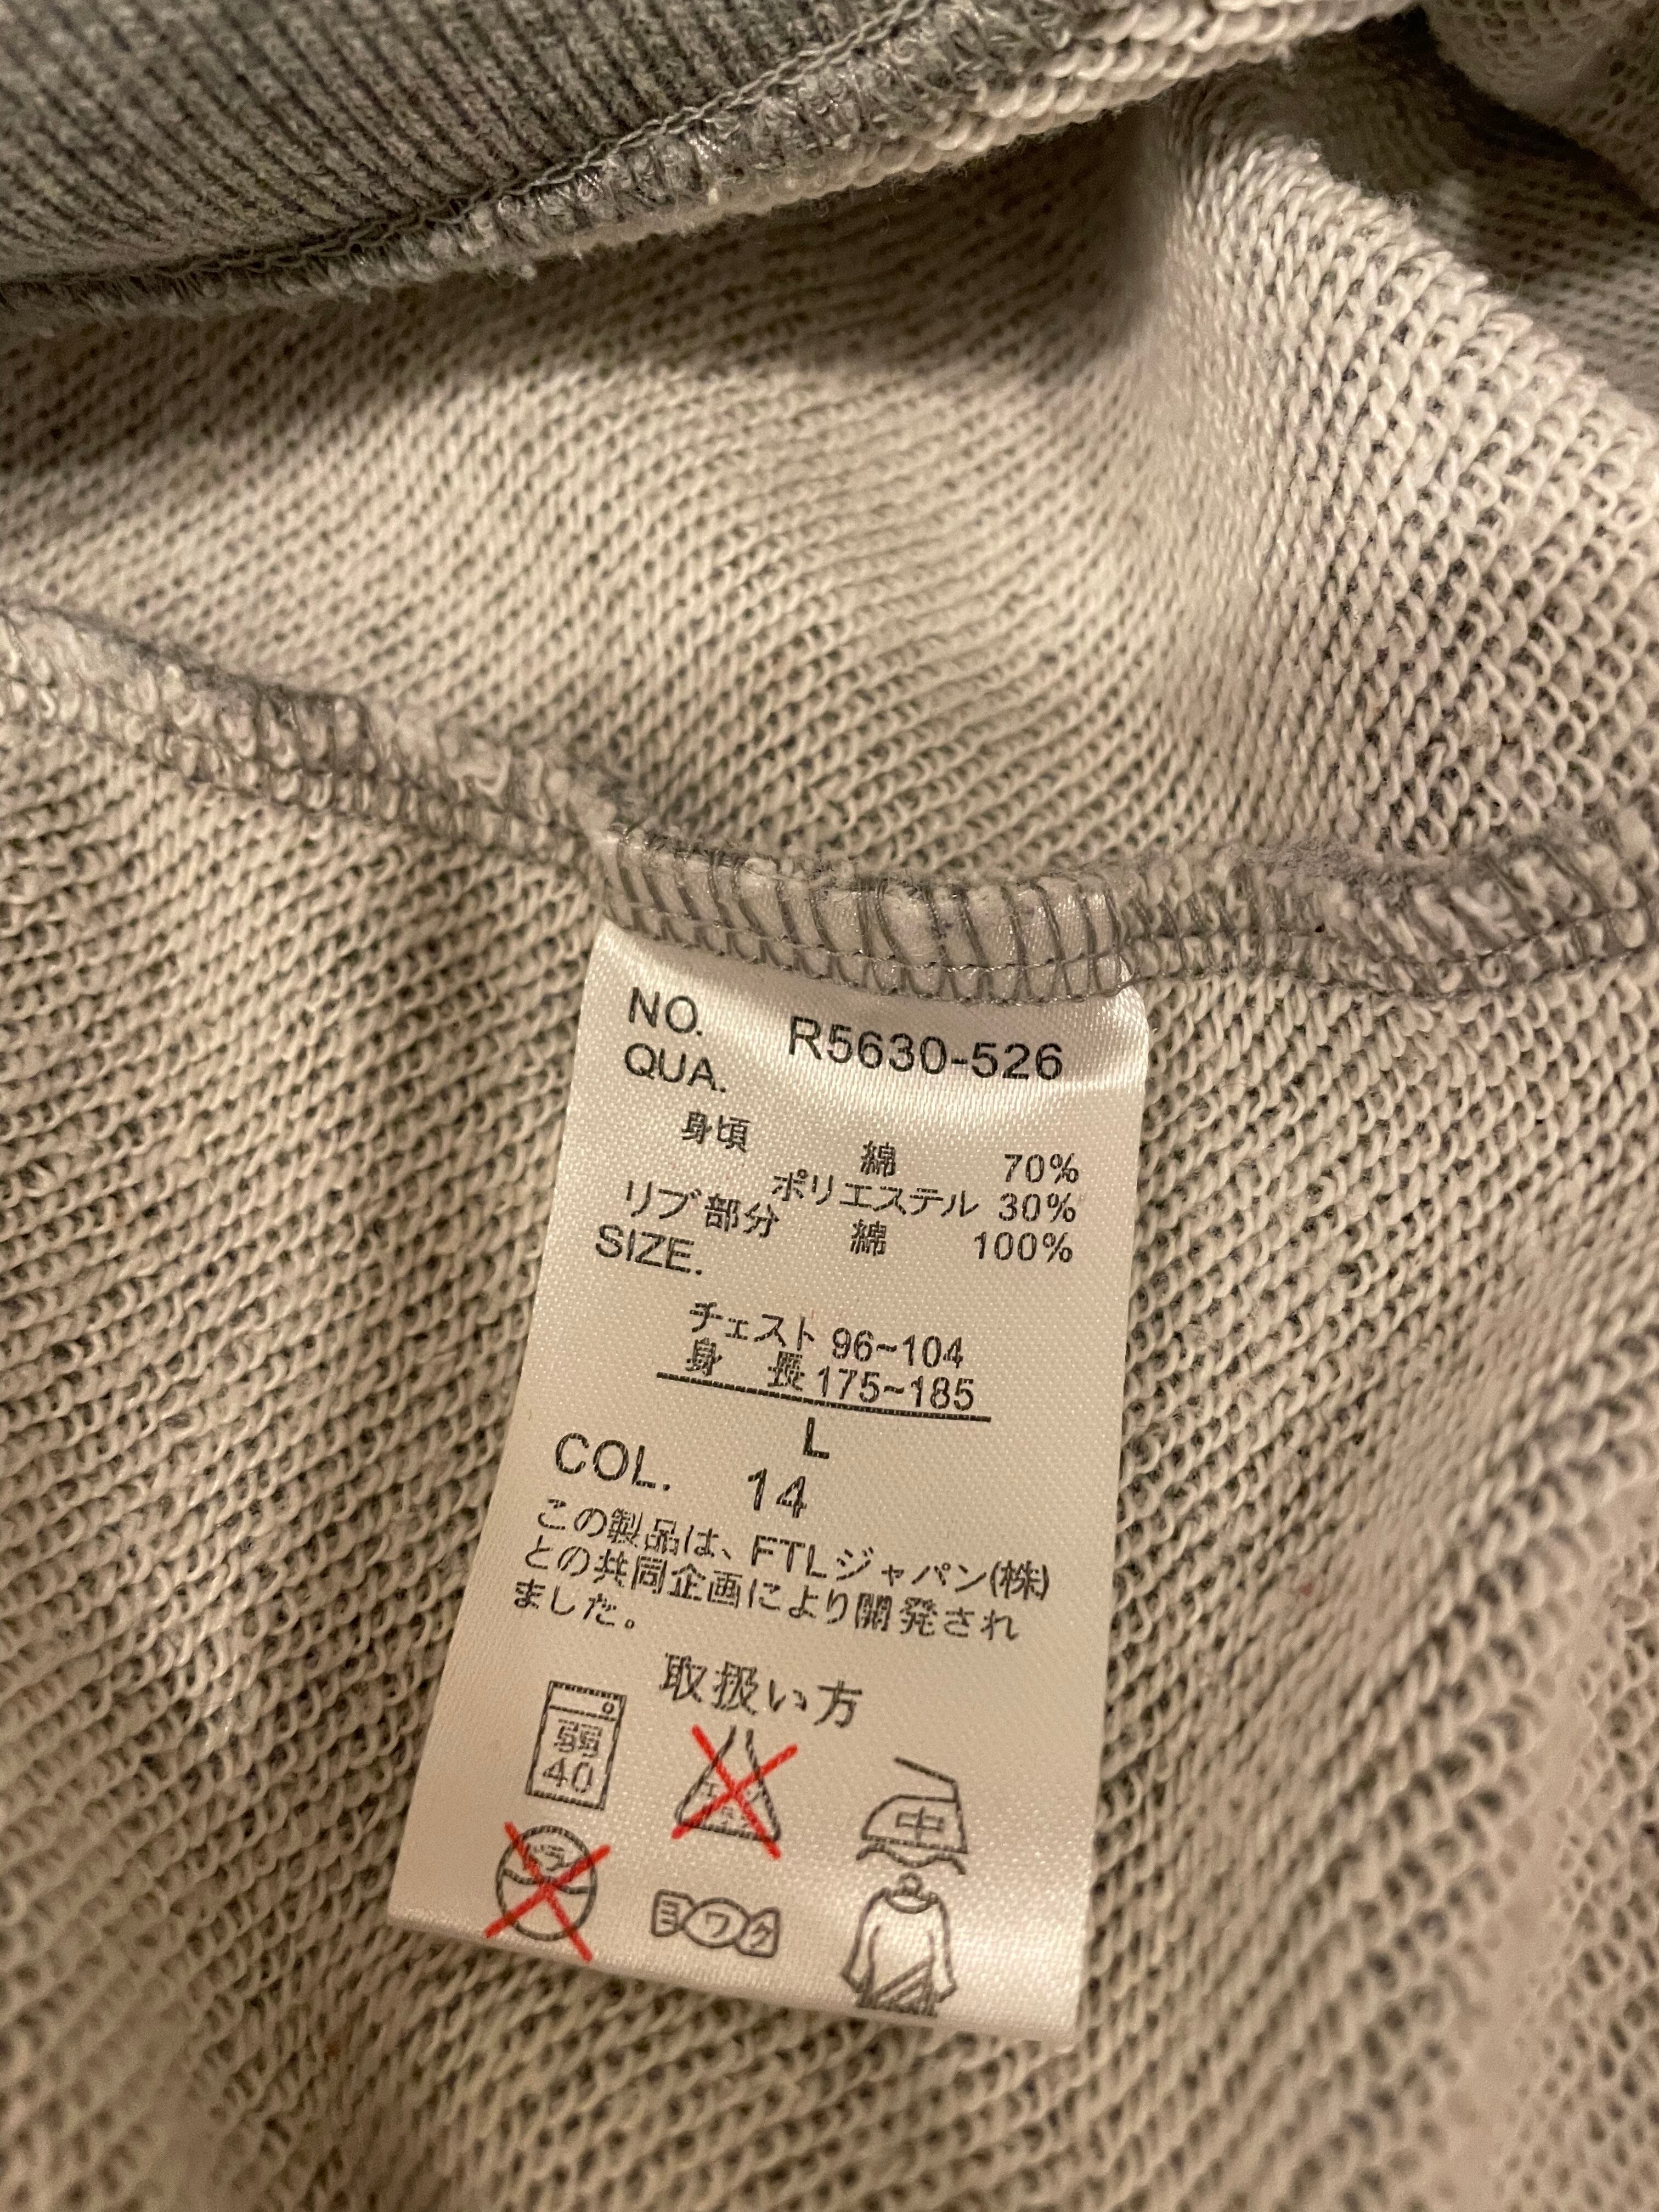 NO. R5630-526
QUA.
身頃 綿 70%
ポリエステル 30%
リブ部分 綿 100%
SIZE.
チェスト 96~104
身 長 175~185
L
COL. 14
この製品は、FTLジャパン(株)
との共同企画により開発され
ました。
取扱い方
弱
40
中
ドライ
ヨワク